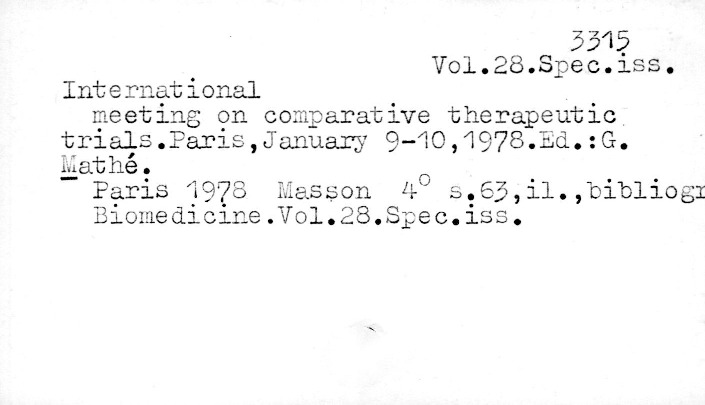 3315
Vol.28.Spec.iss.
International
meeting on comparative therapeutic
trials.Paris,January 9-10,1978.Ed.:G.
Mathé.
Paris 1978 Masson 4° s.63,il.,bibliogr
Biomedicine.Vol.28.Spec.iss.